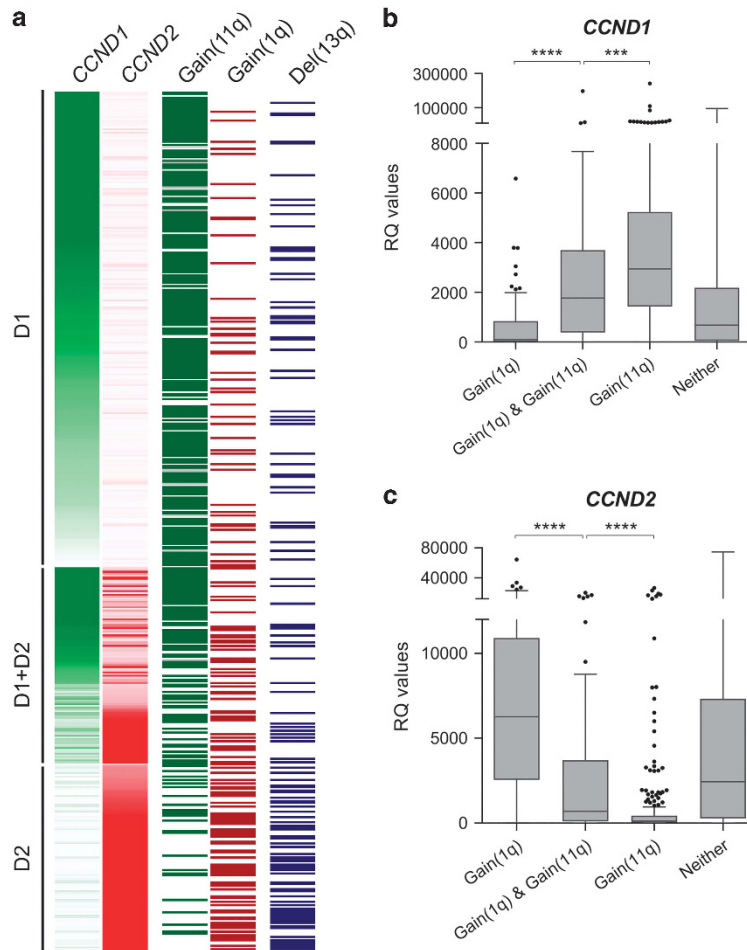 a
CCND1
CCND2
Gain(11q)
Gain(1q)
Del(13q)
D1
D1+D2
D2
b
CCND1
****
***
RQ values
300000
100000
8000
6000
4000
2000
0
Gain(1q)
Gain(1q) & Gain(11q)
Gain(11q)
Neither
c
CCND2
****
****
RQ values
80000
40000
10000
5000
0
Gain(1q)
Gain(1q) & Gain(11q)
Gain(11q)
Neither